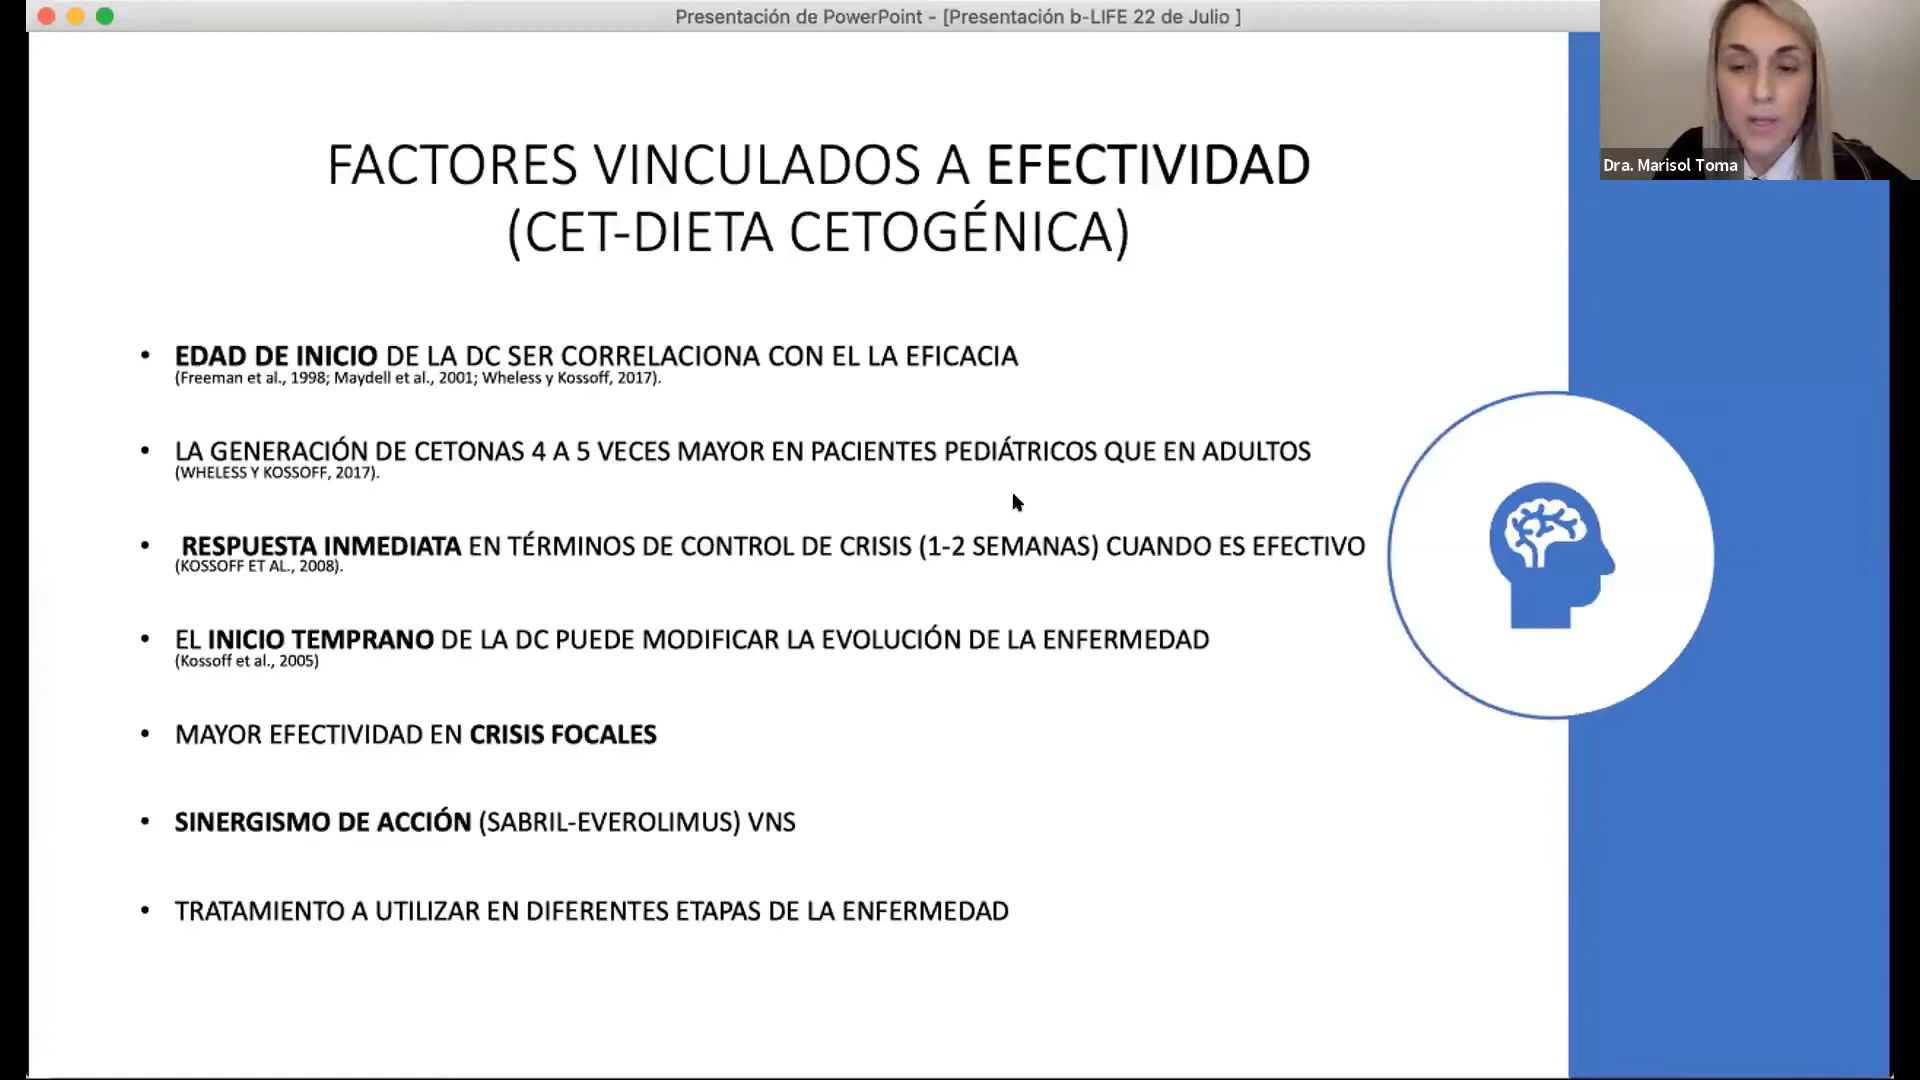 Presentación de PowerPoint - [Presentación b-LIFE 22 de Julio ]
Dra. Marisol Toma
FACTORES VINCULADOS A EFECTIVIDAD
(CET-DIETA CETOGÉNICA)
• EDAD DE INICIO DE LA DC SER CORRELACIONA CON EL LA EFICACIA
(Freeman et al., 1998; Maydell et al., 2001; Wheless y Kossoff, 2017).
• LA GENERACIÓN DE CETONAS 4 A 5 VECES MAYOR EN PACIENTES PEDIÁTRICOS QUE EN ADULTOS
(WHELESS Y KOSSOFF, 2017).
• RESPUESTA INMEDIATA EN TÉRMINOS DE CONTROL DE CRISIS (1-2 SEMANAS) CUANDO ES EFECTIVO
(KOSSOFF ET AL., 2008).
• EL INICIO TEMPRANO DE LA DC PUEDE MODIFICAR LA EVOLUCIÓN DE LA ENFERMEDAD
(Kossoff et al., 2005)
• MAYOR EFECTIVIDAD EN CRISIS FOCALES
• SINERGISMO DE ACCIÓN (SABRIL-EVEROLIMUS) VNS
• TRATAMIENTO A UTILIZAR EN DIFERENTES ETAPAS DE LA ENFERMEDAD